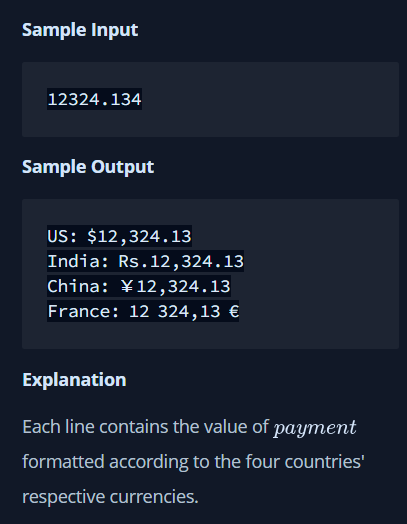 Sample Input
12324.134
Sample Output
US: $12,324.13
India: Rs.12,324.13
China: ￥12,324.13
France: 12 324,13 €
Explanation
Each line contains the value of payment
formatted according to the four countries'
respective currencies.